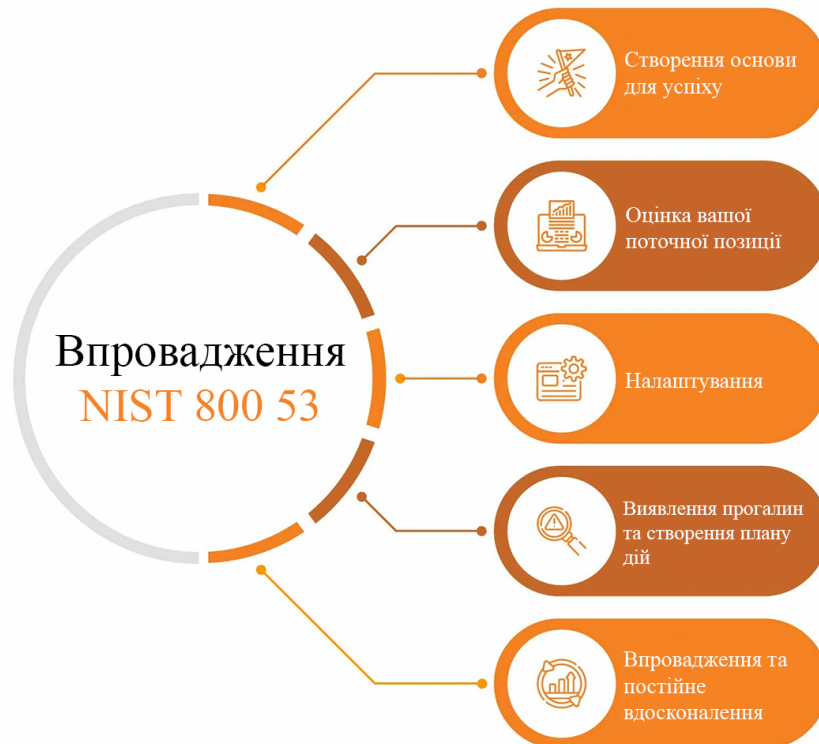 Впровадження
NIST 800 53
Створення основи
для успіху
Оцінка вашої
поточної позиції
Налаштування
Виявлення прогалин
та створення плану
дій
Впровадження та
постійне
вдосконалення